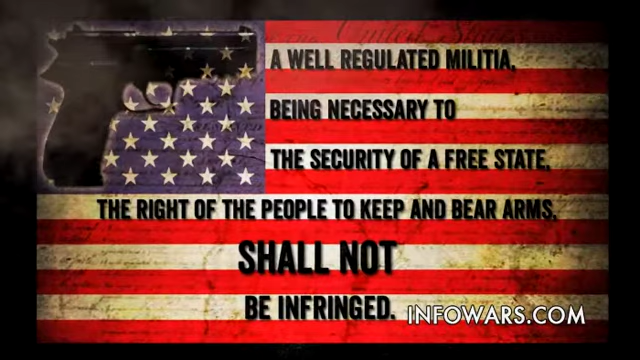 A WELL REGULATED MILITIA,
BEING NECESSARY TO
THE SECURITY OF A FREE STATE,
THE RIGHT OF THE PEOPLE TO KEEP AND BEAR ARMS,
SHALL NOT
BE INFRINGED.
INFOWARS.COM